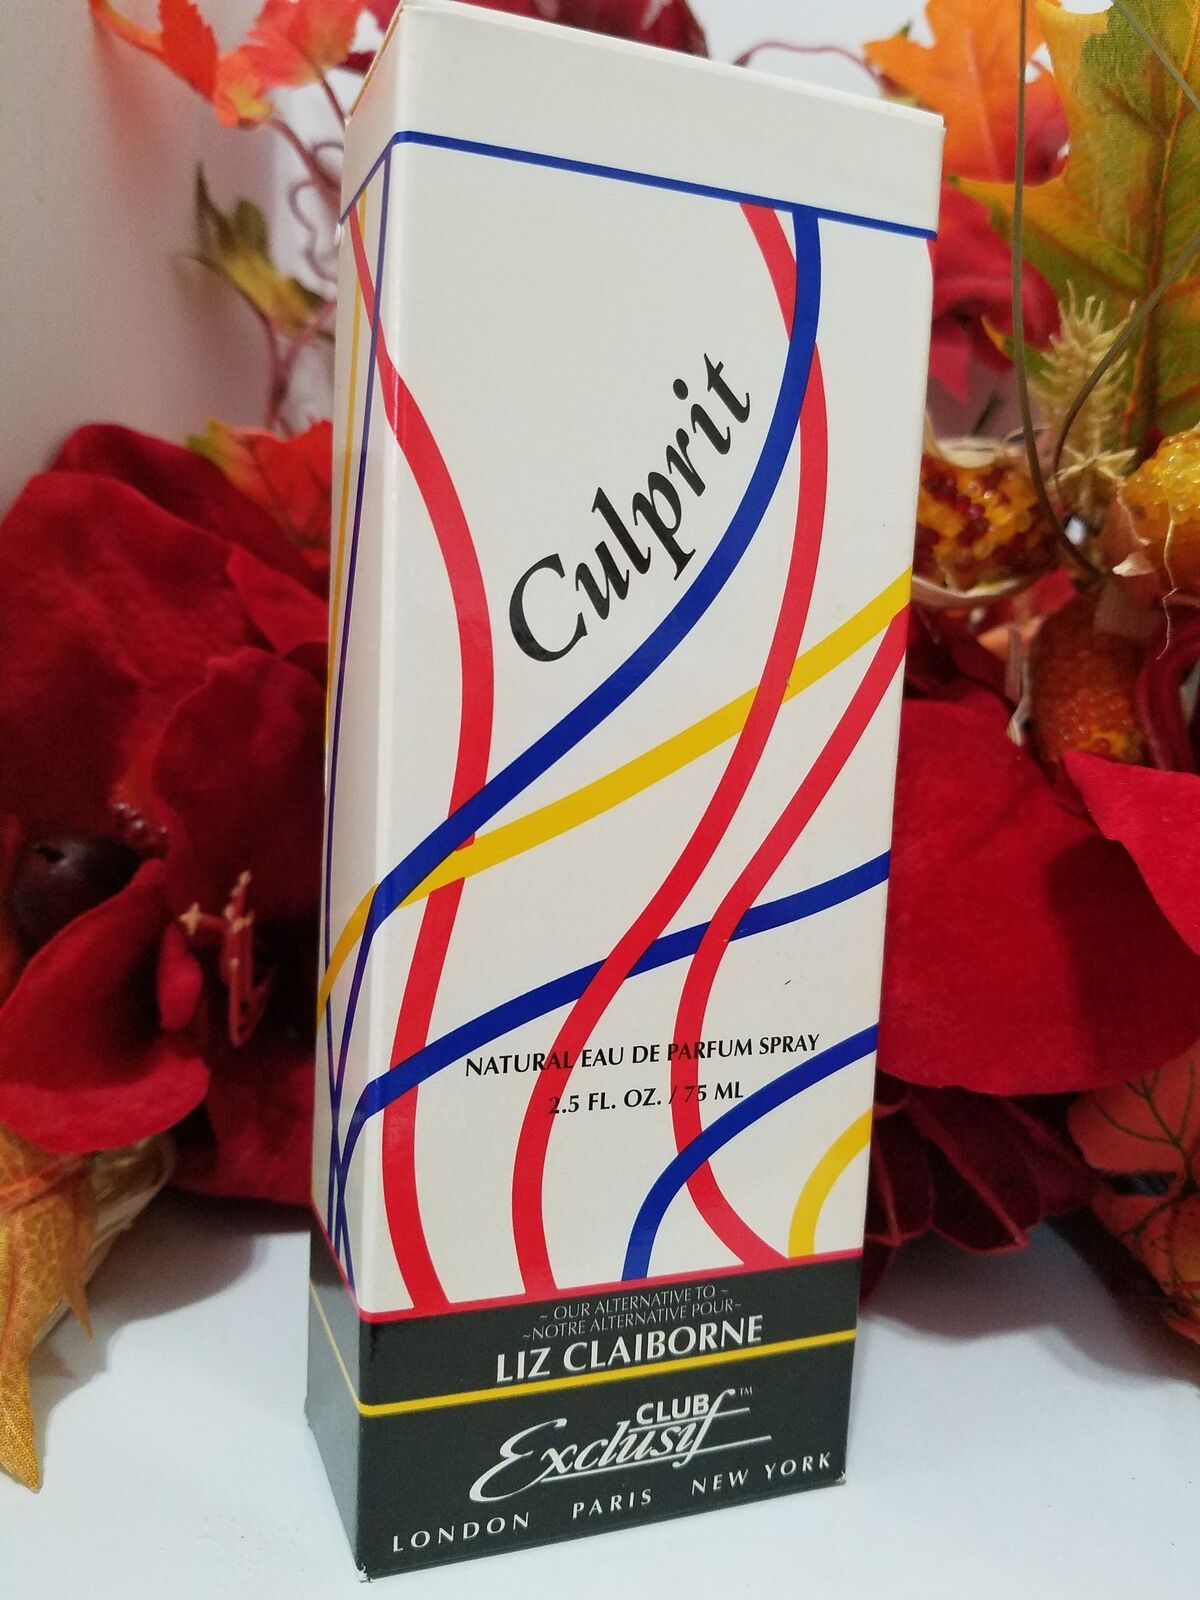 Culprit
NATURAL EAU DE PARFUM SPRAY
2.5 FL. OZ. / 75 ML
~ OUR ALTERNATIVE TO ~
~NOTRE ALTERNATIVE POUR~
LIZ CLAIBORNE
CLUB™
Exclusif
LONDON PARIS NEW YORK